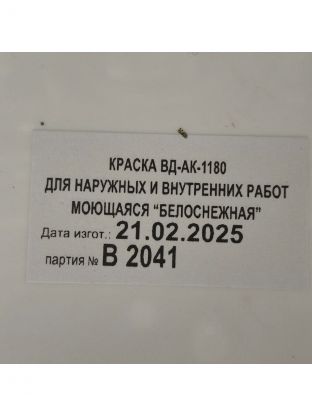 КРАСКА ВД-АК-1180
ДЛЯ НАРУЖНЫХ И ВНУТРЕННИХ РАБОТ
МОЮЩАЯСЯ “БЕЛОСНЕЖНАЯ”
Дата изгот.: 21.02.2025
партия № В 2041